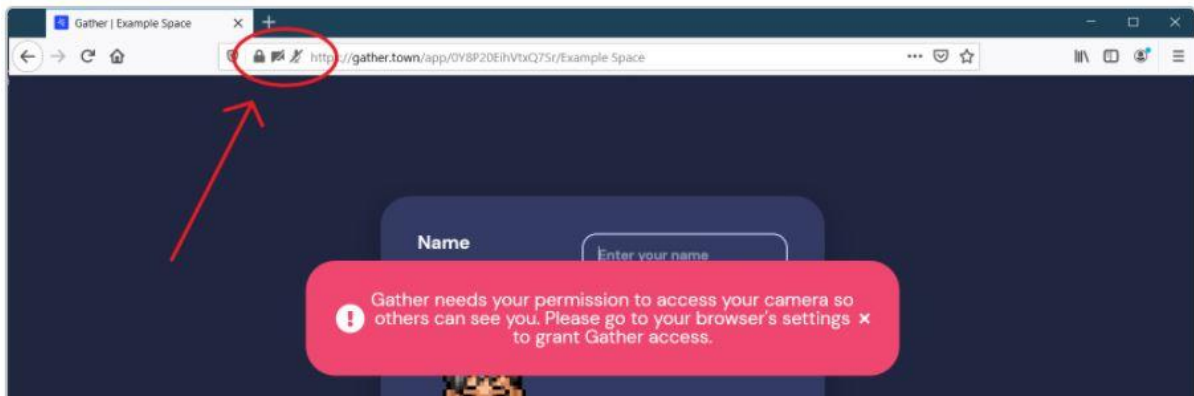 Gather | Example Space
https://gather.town/app/0Y8P20EihVtxQ7Sr/Example Space
Name
Enter your name
Gather needs your permission to access your camera so
others can see you. Please go to your browser's settings
to grant Gather access.